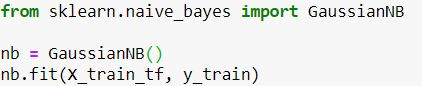 from sklearn.naive_bayes import GaussianNB
nb = GaussianNB()
nb.fit(X_train_tf, y_train)